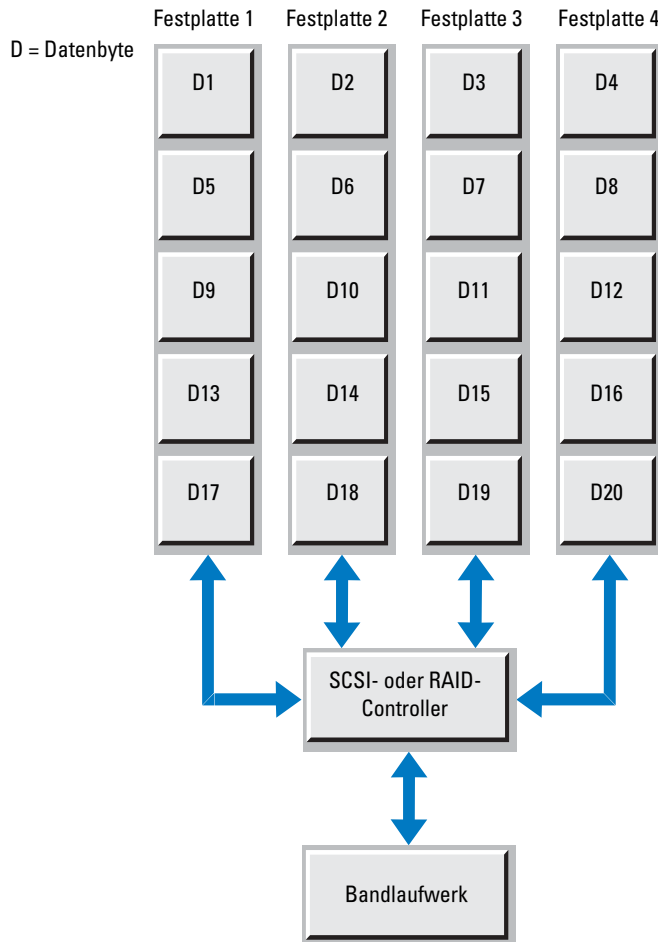 Festplatte 1 Festplatte 2 Festplatte 3 Festplatte 4
D = Datenbyte
D1 D2 D3 D4
D5 D6 D7 D8
D9 D10 D11 D12
D13 D14 D15 D16
D17 D18 D19 D20
SCSI- oder RAID-
Controller
Bandlaufwerk